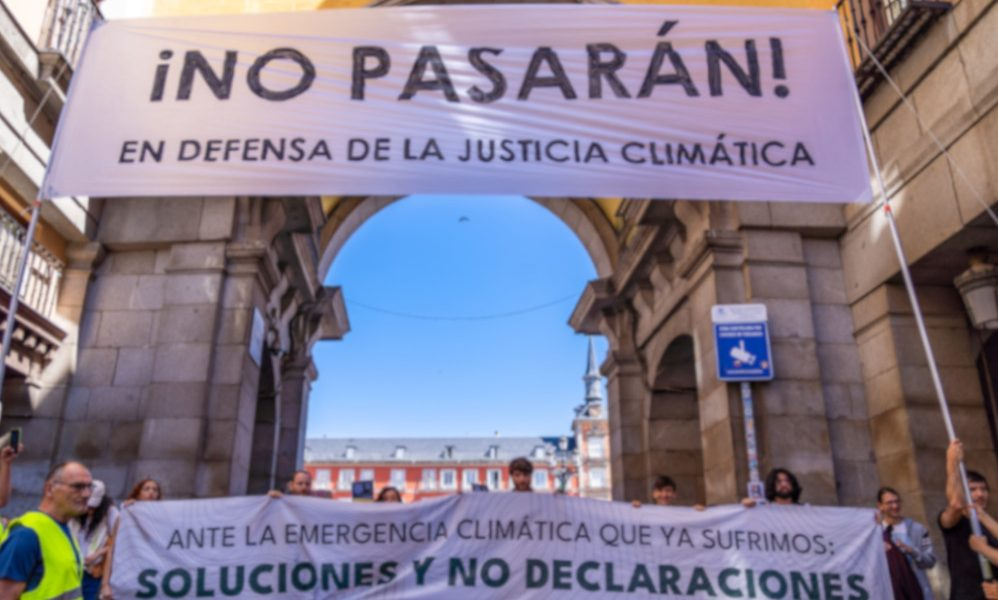 ¡NO PASARÁN!
EN DEFENSA DE LA JUSTICIA CLIMÁTICA
ANTE LA EMERGENCIA CLIMÁTICA QUE YA SUFRIMOS:
SOLUCIONES Y NO DECLARACIONES